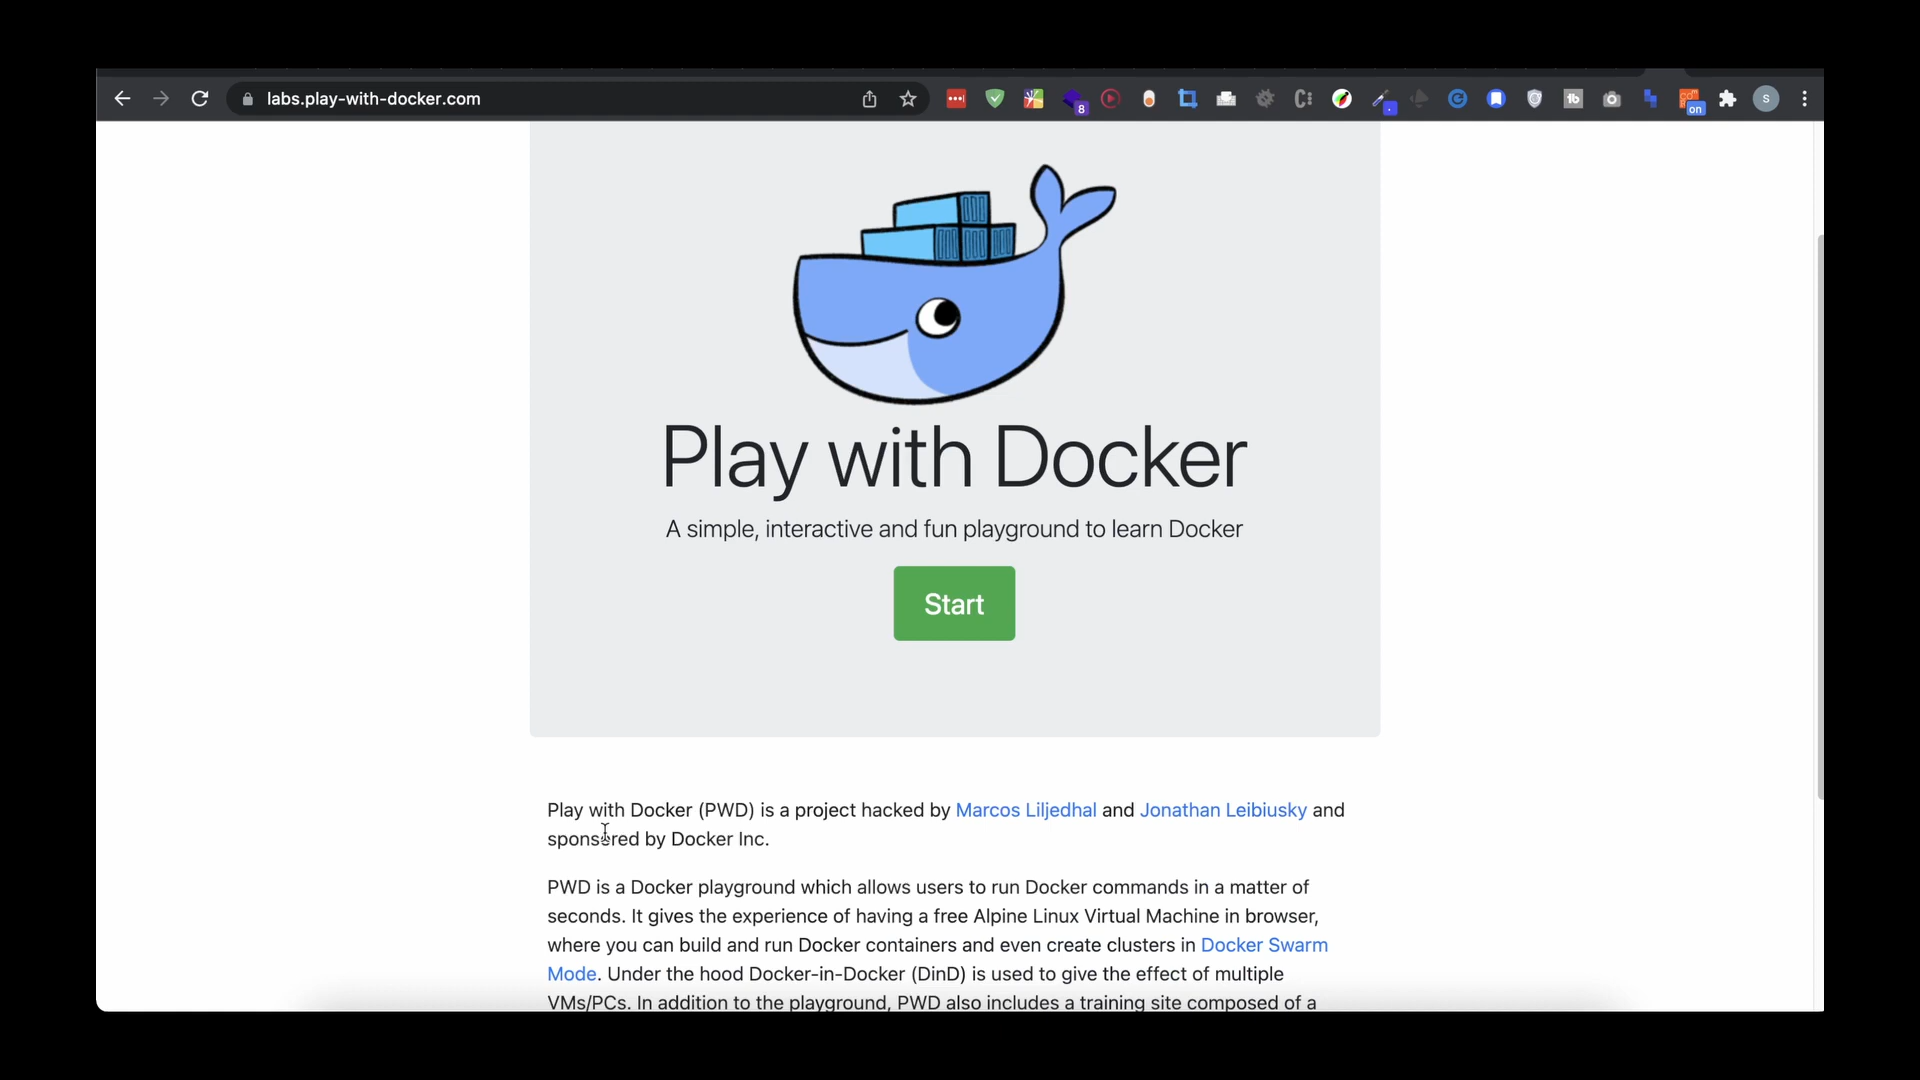 labs.play-with-docker.com
8
on
S
Play with Docker
A simple, interactive and fun playground to learn Docker
Start
Play with Docker (PWD) is a project hacked by Marcos Liljedhal and Jonathan Leibiusky and
sponsored by Docker Inc.
PWD is a Docker playground which allows users to run Docker commands in a matter of
seconds. It gives the experience of having a free Alpine Linux Virtual Machine in browser,
where you can build and run Docker containers and even create clusters in Docker Swarm
Mode. Under the hood Docker-in-Docker (DinD) is used to give the effect of multiple
VMs/PCs. In addition to the playground, PWD also includes a training site composed of a